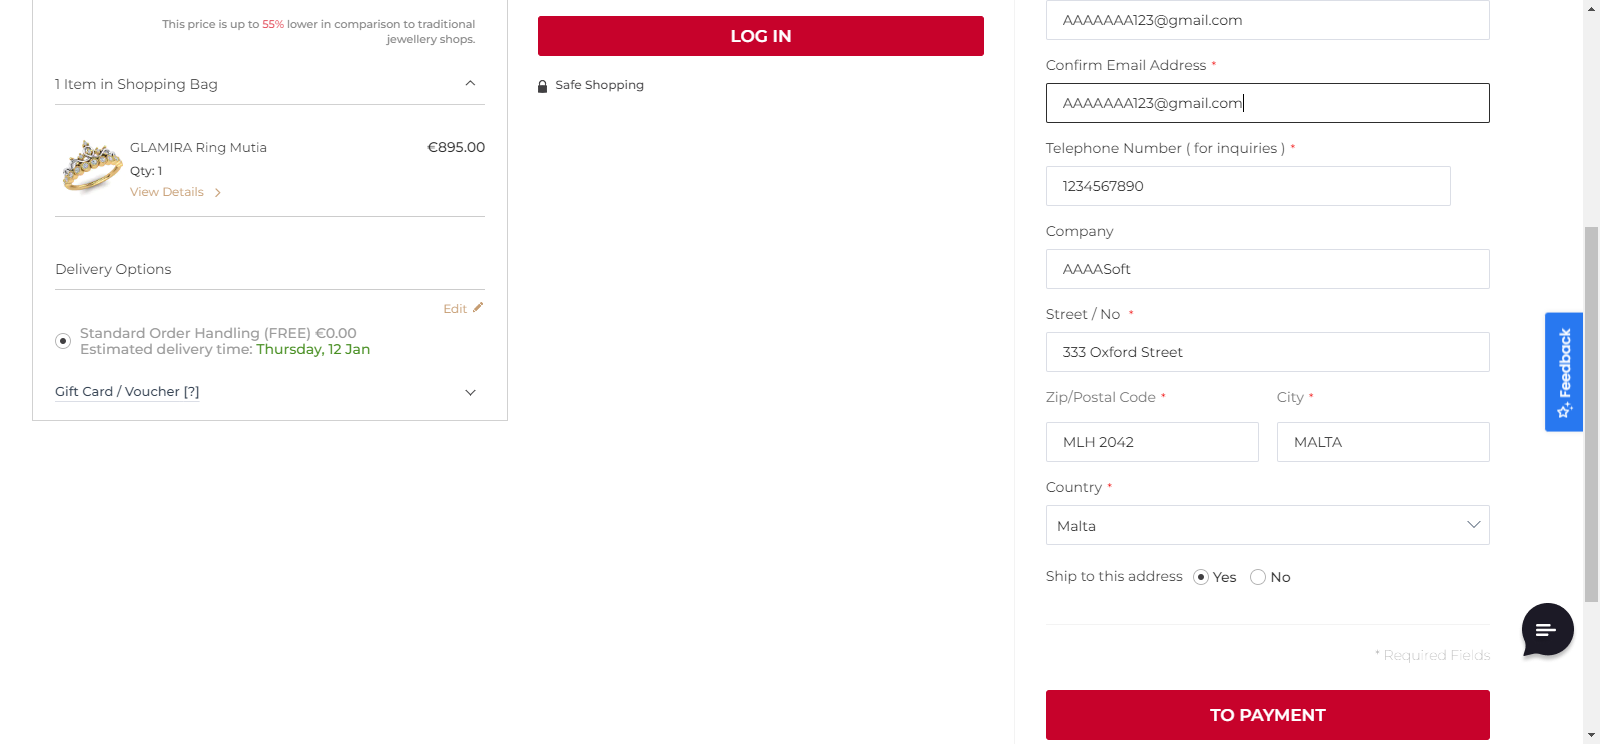 This price is up to 55% lower in comparison to traditional
jewellery shops.
1 Item in Shopping Bag
GLAMIRA Ring Mutia
€895.00
Qty: 1
View Details
Delivery Options
Edit
Standard Order Handling (FREE) €0.00
Estimated delivery time: Thursday, 12 Jan
Gift Card / Voucher [?]
LOG IN
Safe Shopping
AAAAAAA123@gmail.com
Confirm Email Address *
AAAAAAA123@gmail.com
Telephone Number ( for inquiries ) *
1234567890
Company
AAAASoft
Street / No *
333 Oxford Street
Zip/Postal Code * City *
MLH 2042 MALTA
Country *
Malta
Ship to this address Yes No
* Required Fields
TO PAYMENT
Feedback